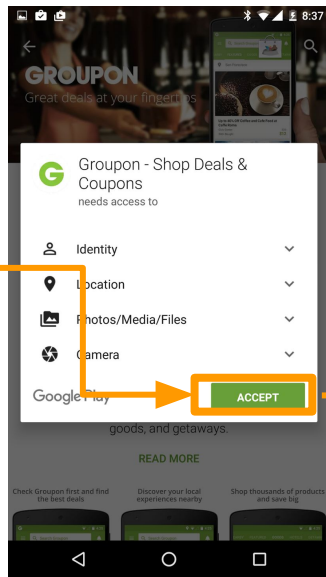 8:37
GROUPON
Great deals at your fingertips
Groupon - Shop Deals &
Coupons
needs access to
Identity
Location
Photos/Media/Files
Camera
Google Play
ACCEPT
goods, and getaways.
READ MORE
Check Groupon first and find
the best deals
Discover your local
experiences nearby
Shop thousands of products
and save big